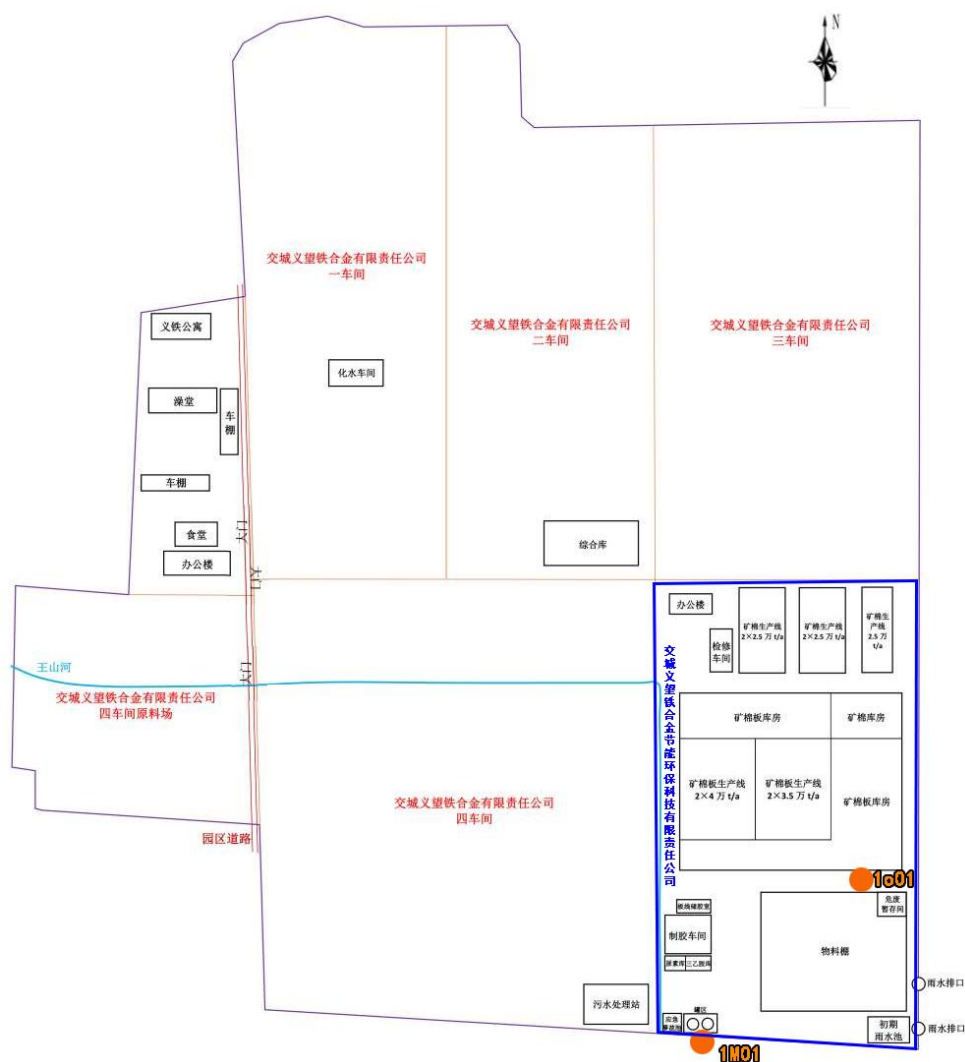 N
交城义望铁合金有限责任公司
一车间
义铁公寓
交城义望铁合金有限责任公司
二车间
交城义望铁合金有限责任公司
三车间
化水车间
澡堂
车棚
车棚
食堂
办公楼
大门
大门
综合库
办公楼
矿棉生产线
2×2.5 万 t/a
矿棉生产线
2×2.5 万 t/a
矿棉生
产线
2.5 万
t/a
检修
车间
王山河
大门
交城义望铁合金有限责任公司
四车间原料场
交城义望铁合金节能环保科技有限责任公司
矿棉板库房
矿棉库房
矿棉板生产线
2×4 万 t/a
矿棉板生产线
2×3.5 万 t/a
矿棉板库房
交城义望铁合金有限责任公司
四车间
园区道路
1o01
危废
暂存间
制胶车间
尿素库
三乙胺库
物料棚
污水处理站
罐区
应急
事故池
初期
雨水池
雨水排口
雨水排口
1M01